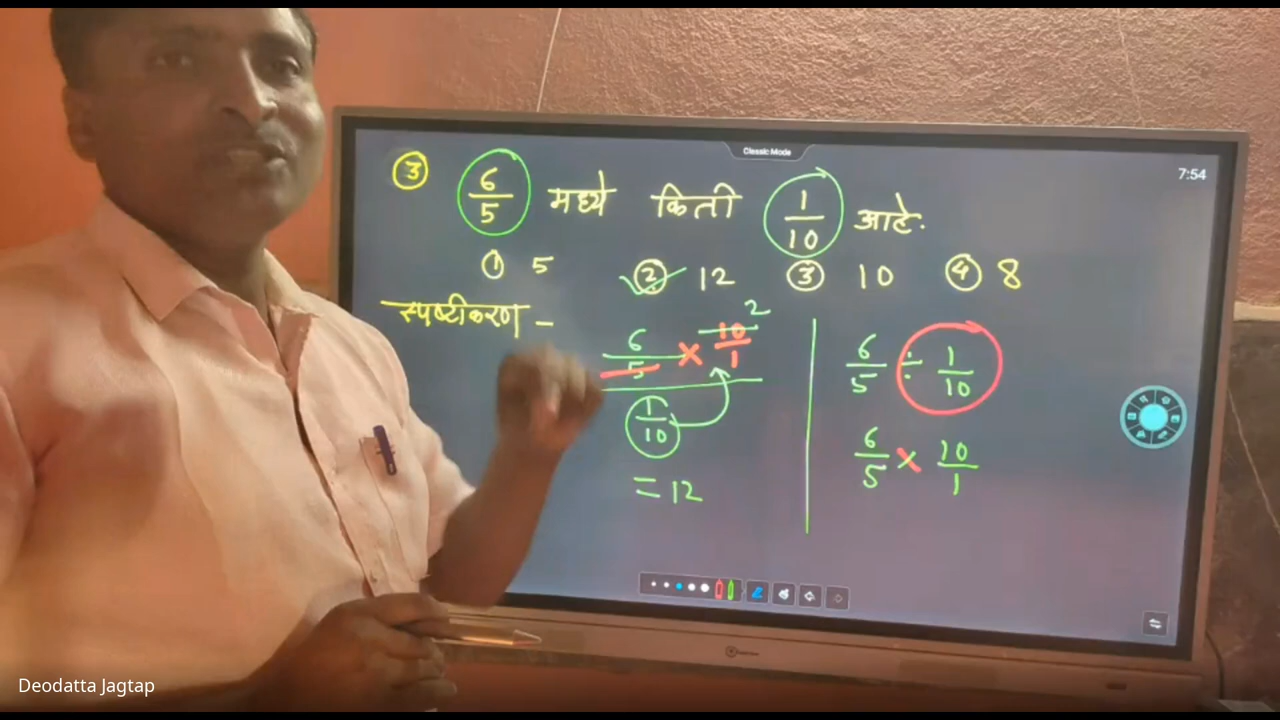 Classic Mode
7:54
③ 6/5 मध्ये किती 1/10 आहे.
① 5 ② 12 ③ 10 ④ 8
स्पष्टीकरण –
6/5 × 10/1 2
1/10
= 12
6/5 ÷ 1/10
6/5 × 10/1
Deodatta Jagtap